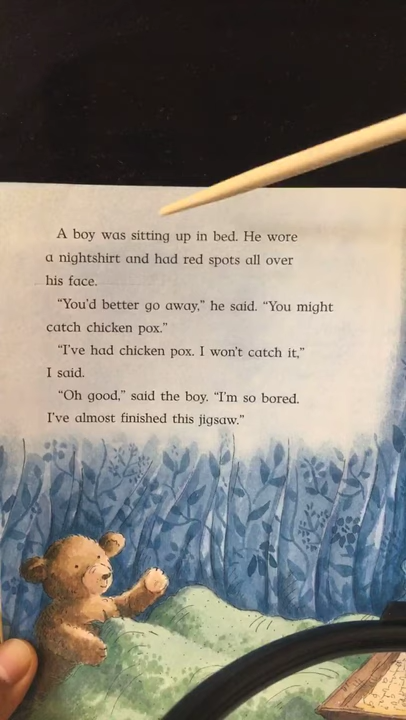 A boy was sitting up in bed. He wore
a nightshirt and had red spots all over
his face.
“You’d better go away,” he said. “You might
catch chicken pox.”
“I’ve had chicken pox. I won’t catch it,”
I said.
“Oh good,” said the boy. “I’m so bored.
I’ve almost finished this jigsaw.”